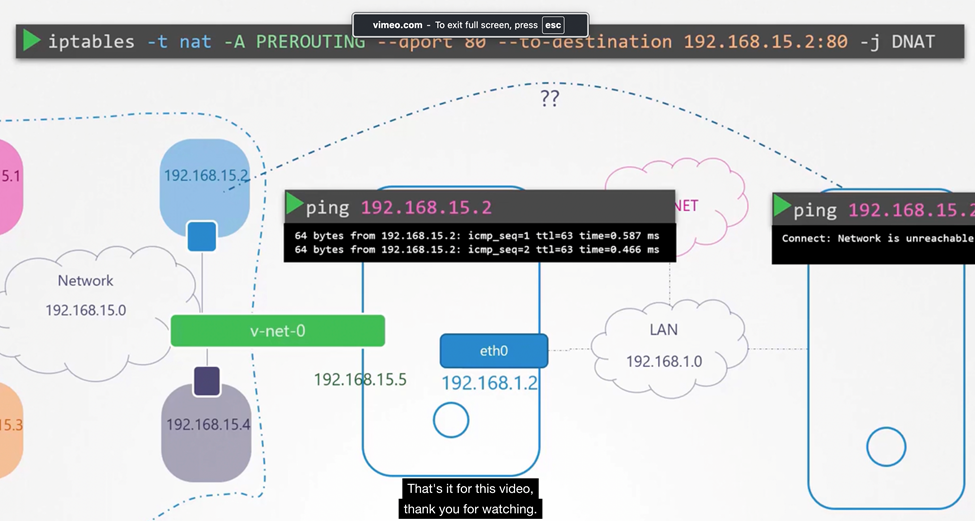 vimeo.com - To exit full screen, press esc
iptables -t nat -A PREROUTING --dport 80 --to-destination 192.168.15.2:80 -j DNAT
??
5.1
192.168.15.2
NET
ping 192.168.15.2
64 bytes from 192.168.15.2: icmp_seq=1 ttl=63 time=0.587 ms
64 bytes from 192.168.15.2: icmp_seq=2 ttl=63 time=0.466 ms
ping 192.168.15.2
Connect: Network is unreachable
Network
192.168.15.0
v-net-0
eth0
LAN
192.168.1.0
192.168.15.5
192.168.1.2
15.3
192.168.15.4
That's it for this video,
thank you for watching.